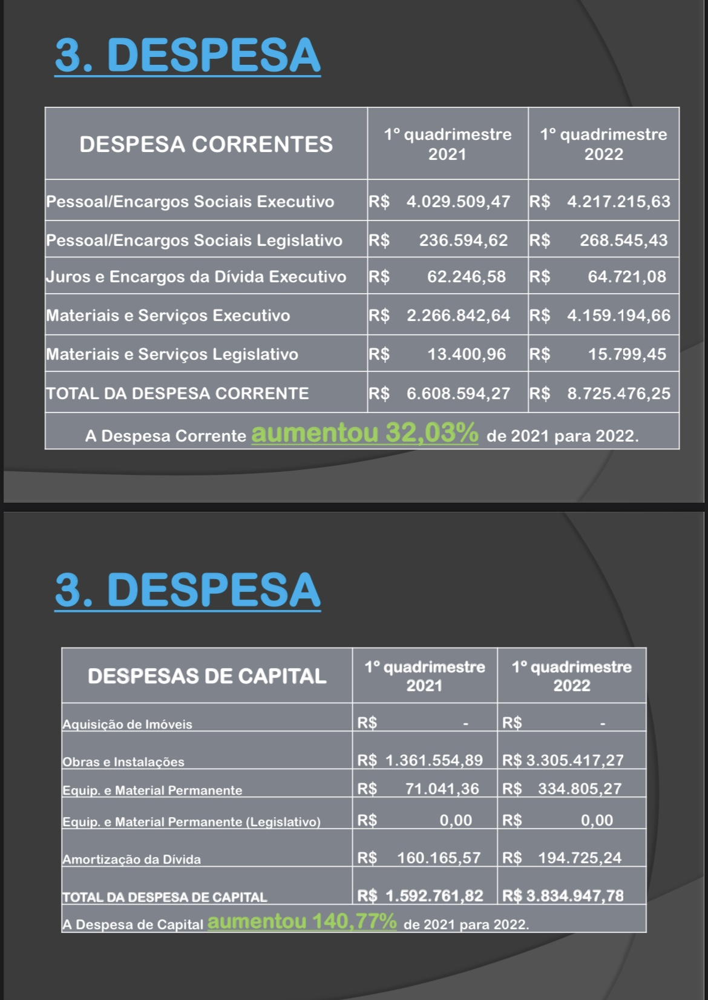 3. DESPESA
DESPESA CORRENTES
1º quadrimestre 2021
1º quadrimestre 2022
Pessoal/Encargos Sociais Executivo R$ 4.029.509,47 R$ 4.217.215,63
Pessoal/Encargos Sociais Legislativo R$ 236.594,62 R$ 268.545,43
Juros e Encargos da Dívida Executivo R$ 62.246,58 R$ 64.721,08
Materiais e Serviços Executivo R$ 2.266.842,64 R$ 4.159.194,66
Materiais e Serviços Legislativo R$ 13.400,96 R$ 15.799,45
TOTAL DA DESPESA CORRENTE R$ 6.608.594,27 R$ 8.725.476,25
A Despesa Corrente aumentou 32,03% de 2021 para 2022.
3. DESPESA
DESPESAS DE CAPITAL
1º quadrimestre 2021
1º quadrimestre 2022
Aquisição de Imóveis R$ - R$ -
Obras e Instalações R$ 1.361.554,89 R$ 3.305.417,27
Equip. e Material Permanente R$ 71.041,36 R$ 334.805,27
Equip. e Material Permanente (Legislativo) R$ 0,00 R$ 0,00
Amortização da Dívida R$ 160.165,57 R$ 194.725,24
TOTAL DA DESPESA DE CAPITAL R$ 1.592.761,82 R$ 3.834.947,78
A Despesa de Capital aumentou 140,77% de 2021 para 2022.